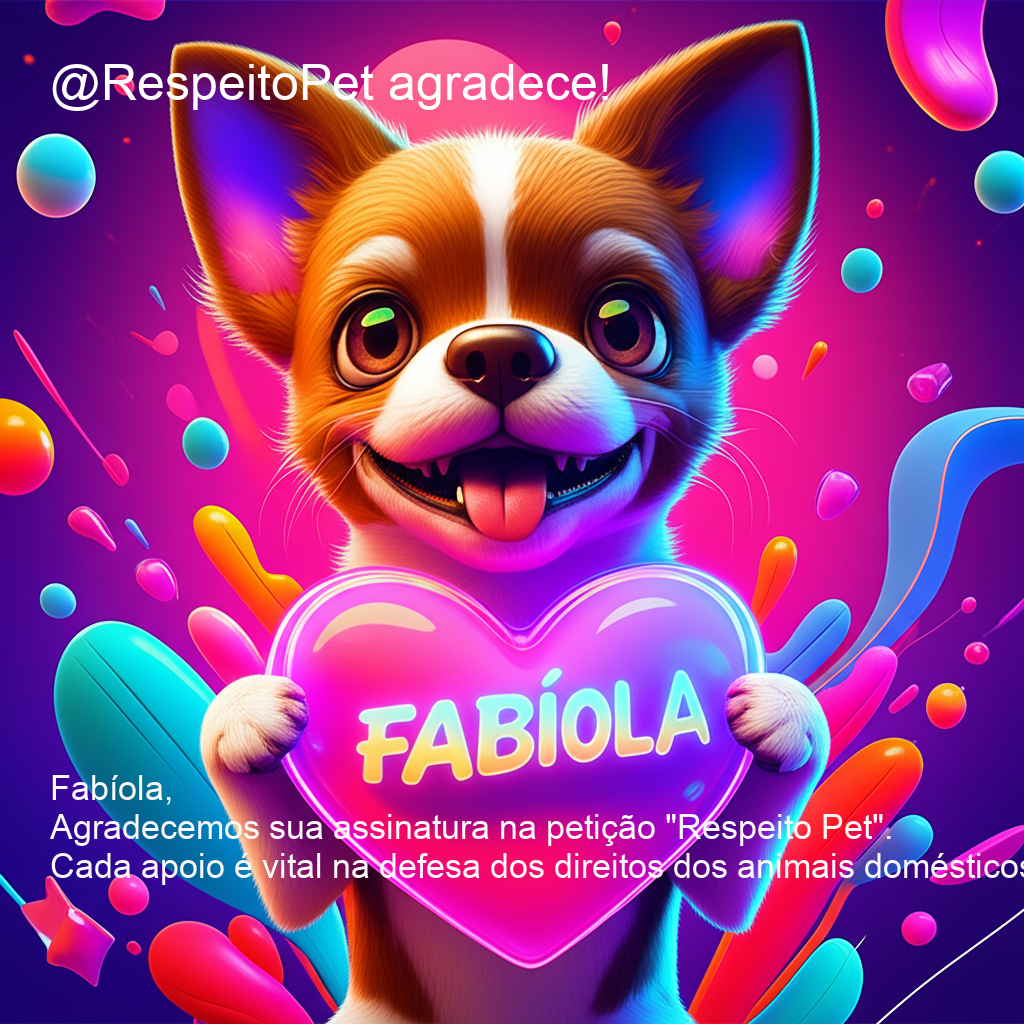 @RespeitoPet agradece!
FABÍOLA
Fabíola,
Agradecemos sua assinatura na petição "Respeito Pet".
Cada apoio é vital na defesa dos direitos dos animais domésticos